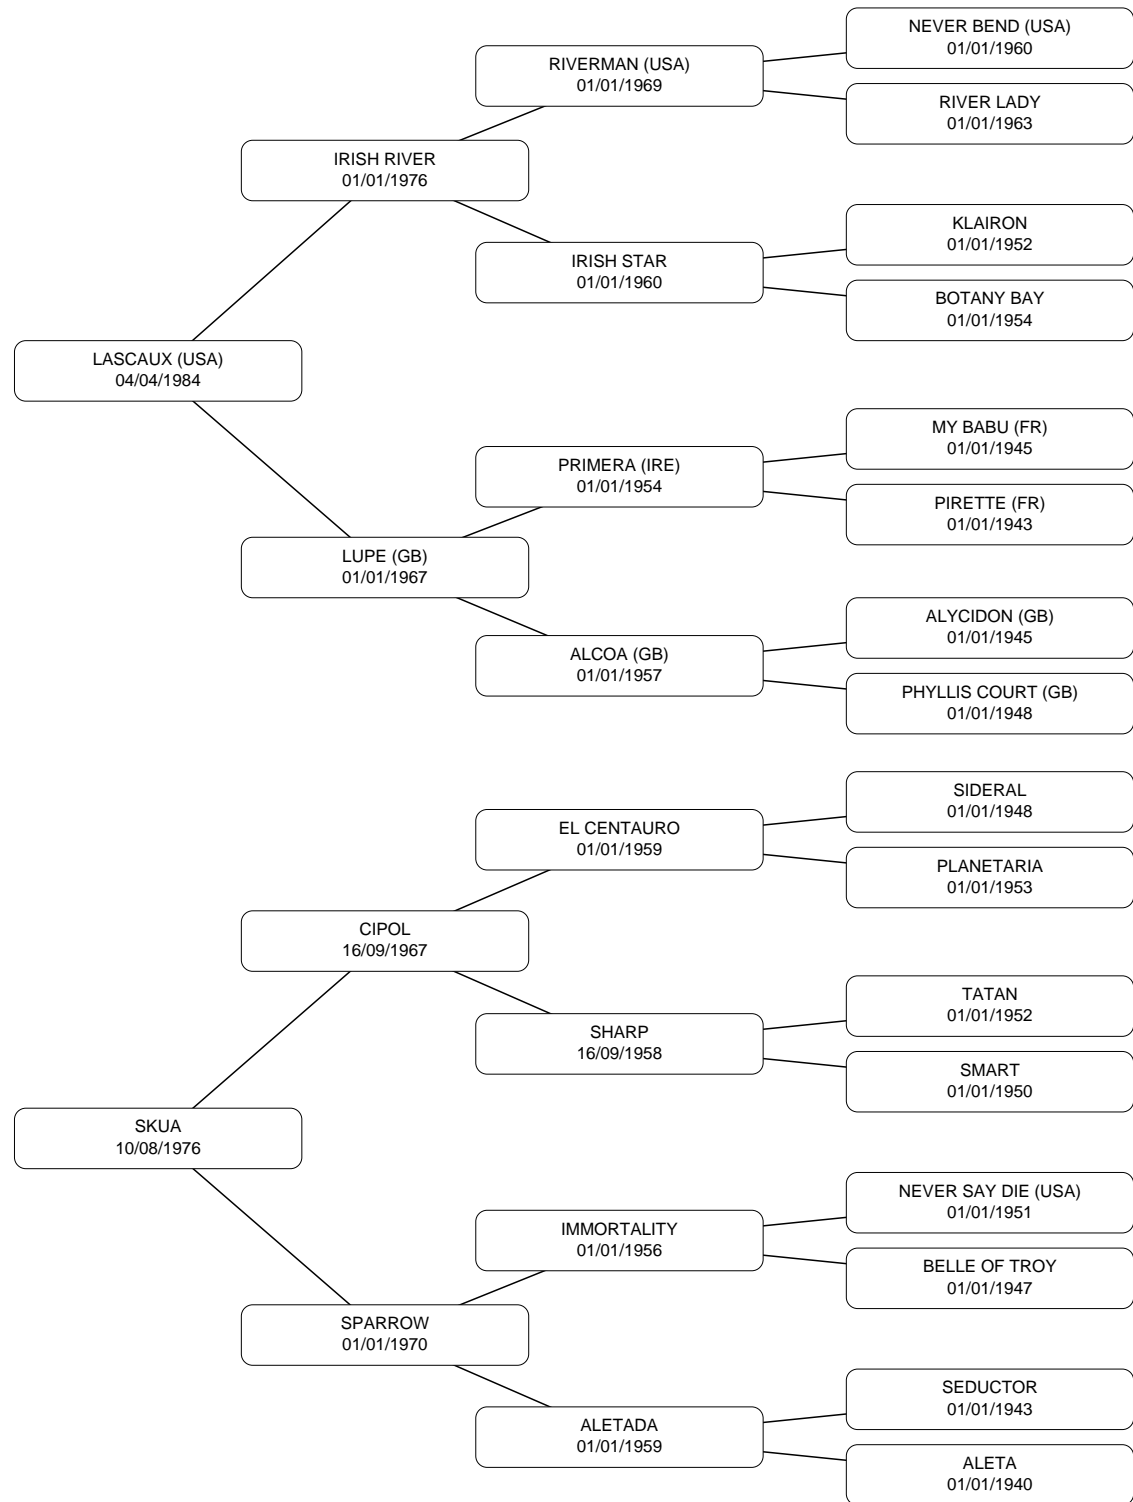 NEVER BEND (USA)
01/01/1960
RIVERMAN (USA)
01/01/1969
RIVER LADY
01/01/1963
IRISH RIVER
01/01/1976
KLAIRON
01/01/1952
IRISH STAR
01/01/1960
BOTANY BAY
01/01/1954
LASCAUX (USA)
04/04/1984
MY BABU (FR)
01/01/1945
PRIMERA (IRE)
01/01/1954
PIRETTE (FR)
01/01/1943
LUPE (GB)
01/01/1967
ALYCIDON (GB)
01/01/1945
ALCOA (GB)
01/01/1957
PHYLLIS COURT (GB)
01/01/1948
SIDERAL
01/01/1948
EL CENTAURO
01/01/1959
PLANETARIA
01/01/1953
CIPOL
16/09/1967
TATAN
01/01/1952
SHARP
16/09/1958
SMART
01/01/1950
SKUA
10/08/1976
NEVER SAY DIE (USA)
01/01/1951
IMMORTALITY
01/01/1956
BELLE OF TROY
01/01/1947
SPARROW
01/01/1970
SEDUCTOR
01/01/1943
ALETADA
01/01/1959
ALETA
01/01/1940